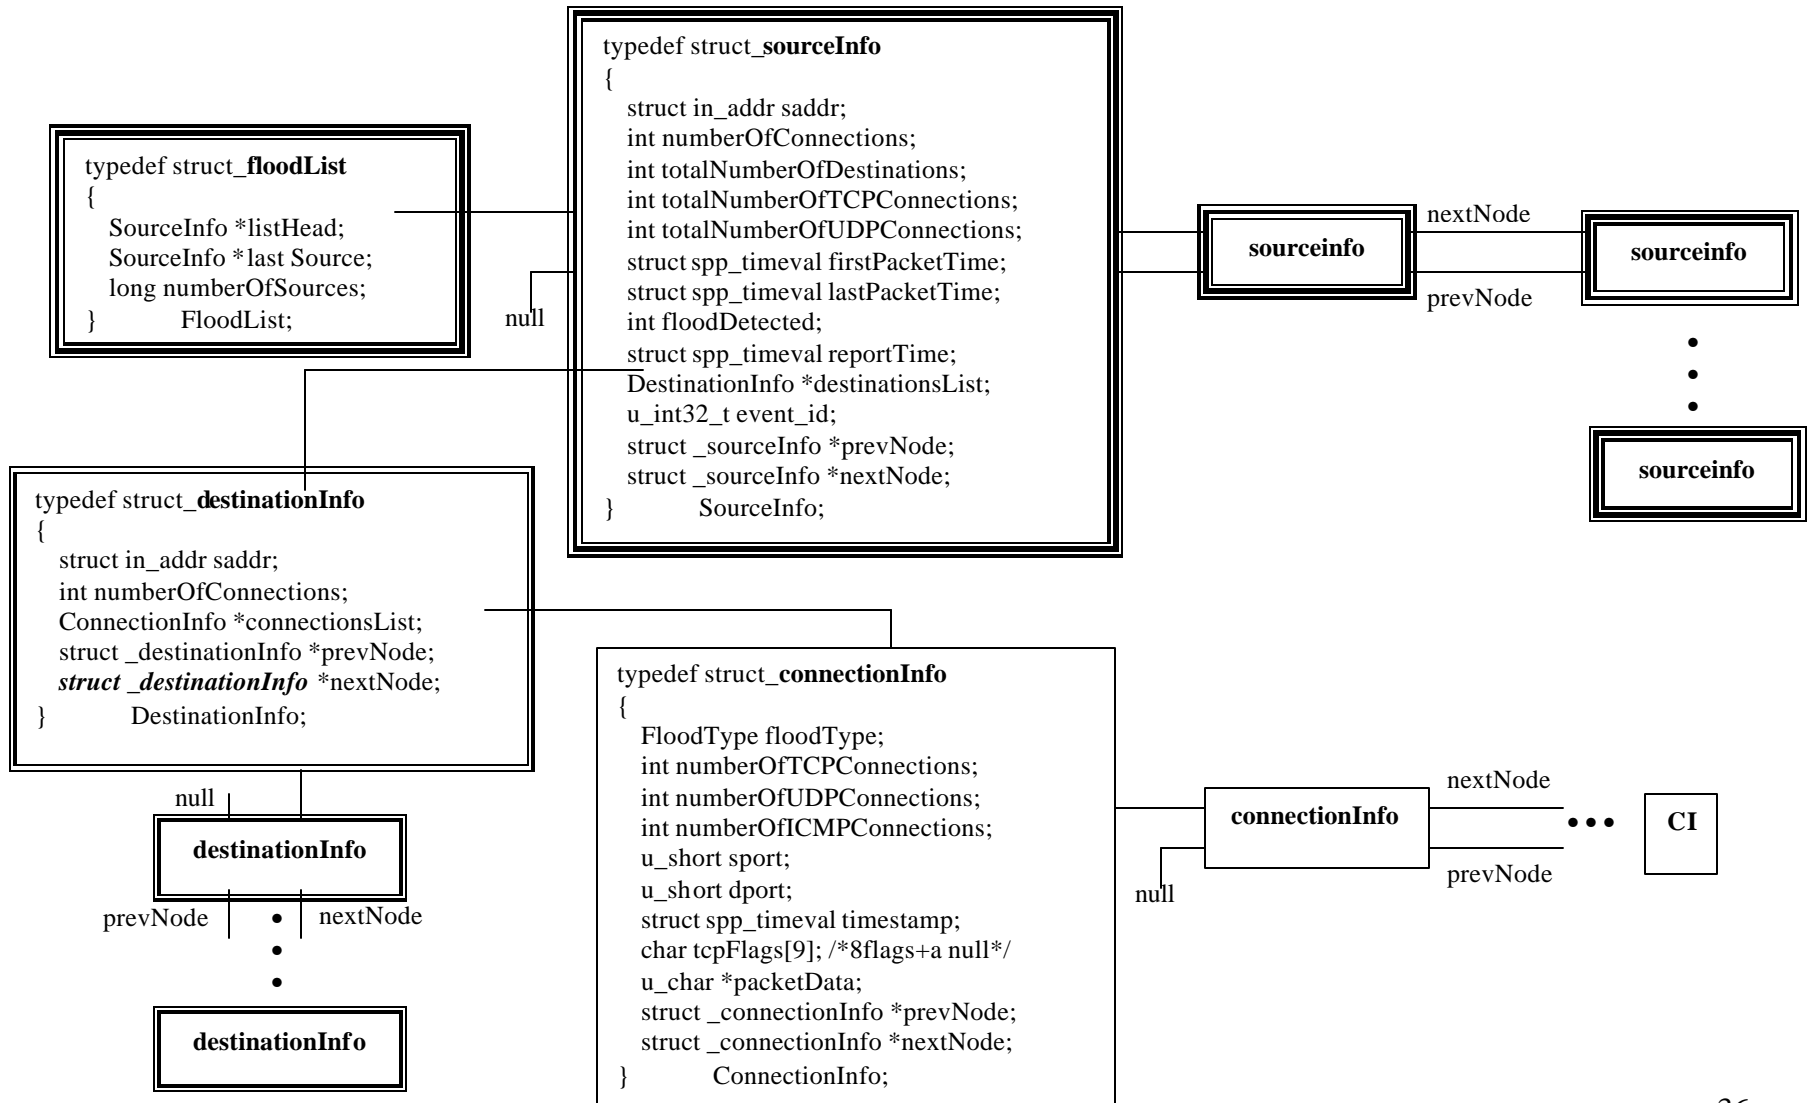 typedef struct_sourceInfo
{
struct in_addr saddr;
int numberOfConnections;
int totalNumberOfDestinations;
int totalNumberOfTCPConnections;
int totalNumberOfUDPConnections;
struct spp_timeval firstPacketTime;
struct spp_timeval lastPacketTime;
int floodDetected;
struct spp_timeval reportTime;
DestinationInfo *destinationsList;
u_int32_t event_id;
struct _sourceInfo *prevNode;
struct _sourceInfo *nextNode;
} SourceInfo;
typedef struct_floodList
{
SourceInfo *listHead;
SourceInfo *last Source;
long numberOfSources;
} FloodList;
null
sourceinfo
nextNode
prevNode
sourceinfo
sourceinfo
typedef struct_destinationInfo
{
struct in_addr saddr;
int numberOfConnections;
ConnectionInfo *connectionsList;
struct _destinationInfo *prevNode;
struct _destinationInfo *nextNode;
} DestinationInfo;
null
destinationInfo
prevNode
nextNode
destinationInfo
typedef struct_connectionInfo
{
FloodType floodType;
int numberOfTCPConnections;
int numberOfUDPConnections;
int numberOfICMPConnections;
u_short sport;
u_short dport;
struct spp_timeval timestamp;
char tcpFlags[9]; /*8flags+a null*/
u_char *packetData;
struct _connectionInfo *prevNode;
struct _connectionInfo *nextNode;
} ConnectionInfo;
null
connectionInfo
nextNode
prevNode
CI